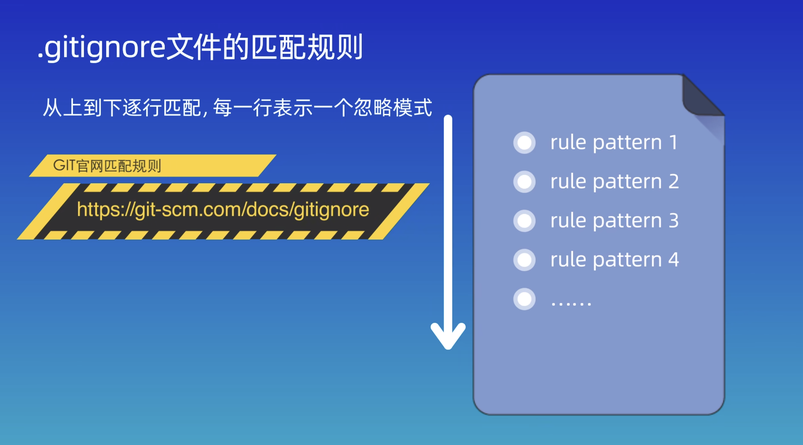 .gitignore文件的匹配规则
从上到下逐行匹配, 每一行表示一个忽略模式
GIT官网匹配规则
https://git-scm.com/docs/gitignore
rule pattern 1
rule pattern 2
rule pattern 3
rule pattern 4
……